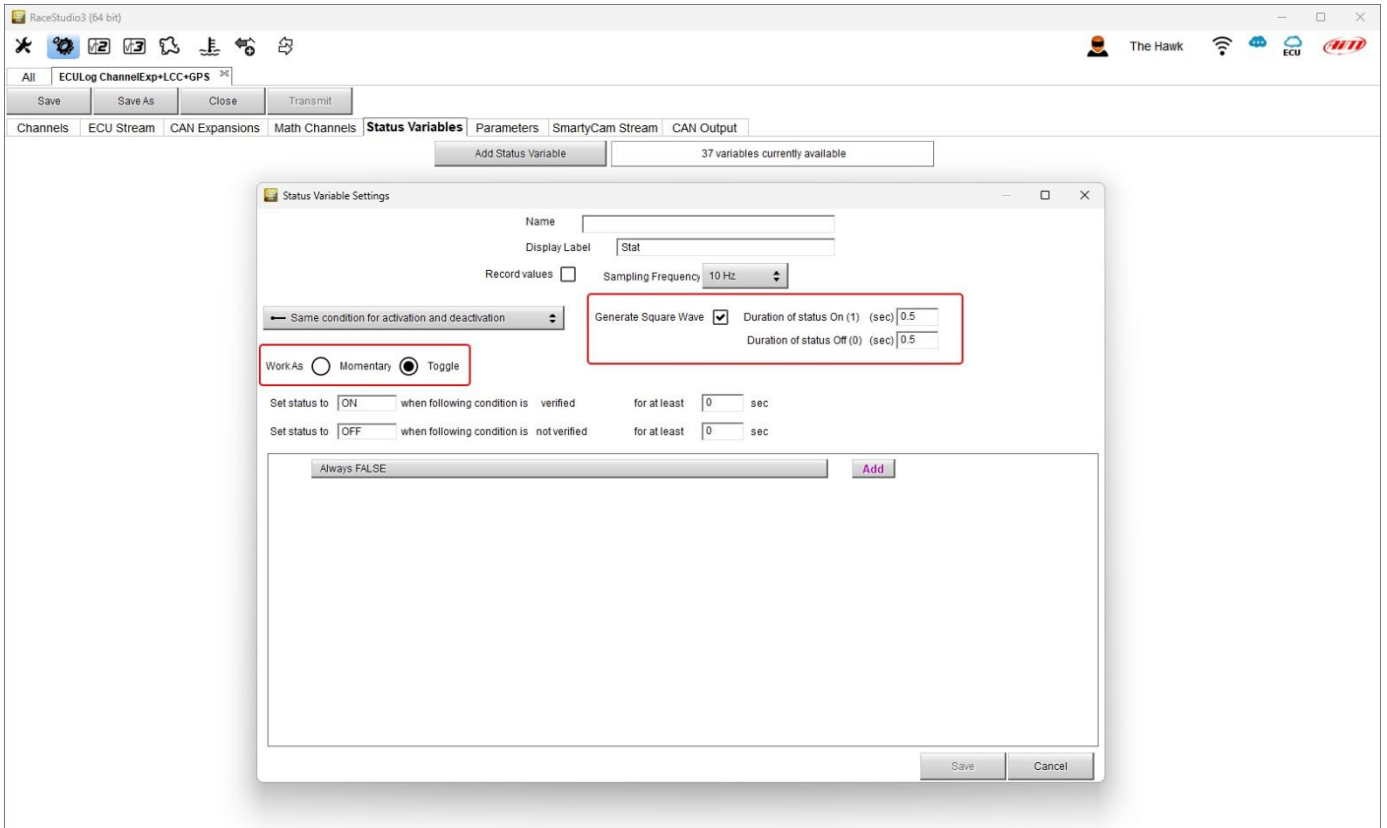 RaceStudio3 (64 bit)
The Hawk
ECU
AiM
All ECULog ChannelExp+LCC+GPS
Save Save As Close Transmit
Channels ECU Stream CAN Expansions Math Channels Status Variables Parameters SmartyCam Stream CAN Output
Add Status Variable 37 variables currently available
Status Variable Settings
Name
Display Label Stat
Record values Sampling Frequency 10 Hz
Same condition for activation and deactivation Generate Square Wave Duration of status On (1) (sec) 0.5
Duration of status Off (0) (sec) 0.5
Work As Momentary Toggle
Set status to ON when following condition is verified for at least 0 sec
Set status to OFF when following condition is not verified for at least 0 sec
Always FALSE Add
Save Cancel